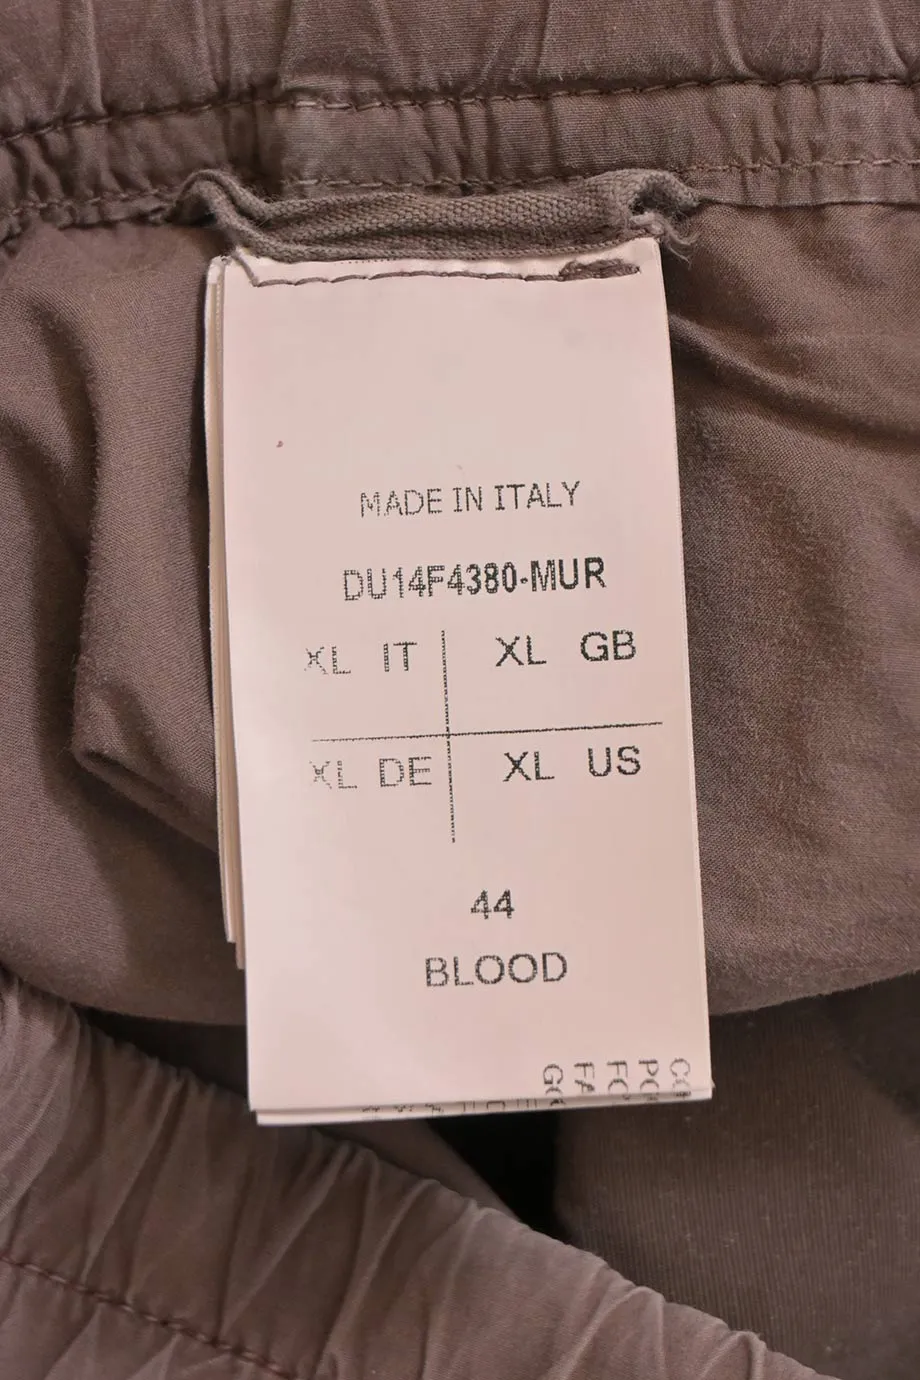 MADE IN ITALY
DU14F4380-MUR
XL IT XL GB
XL DE XL US
44
BLOOD